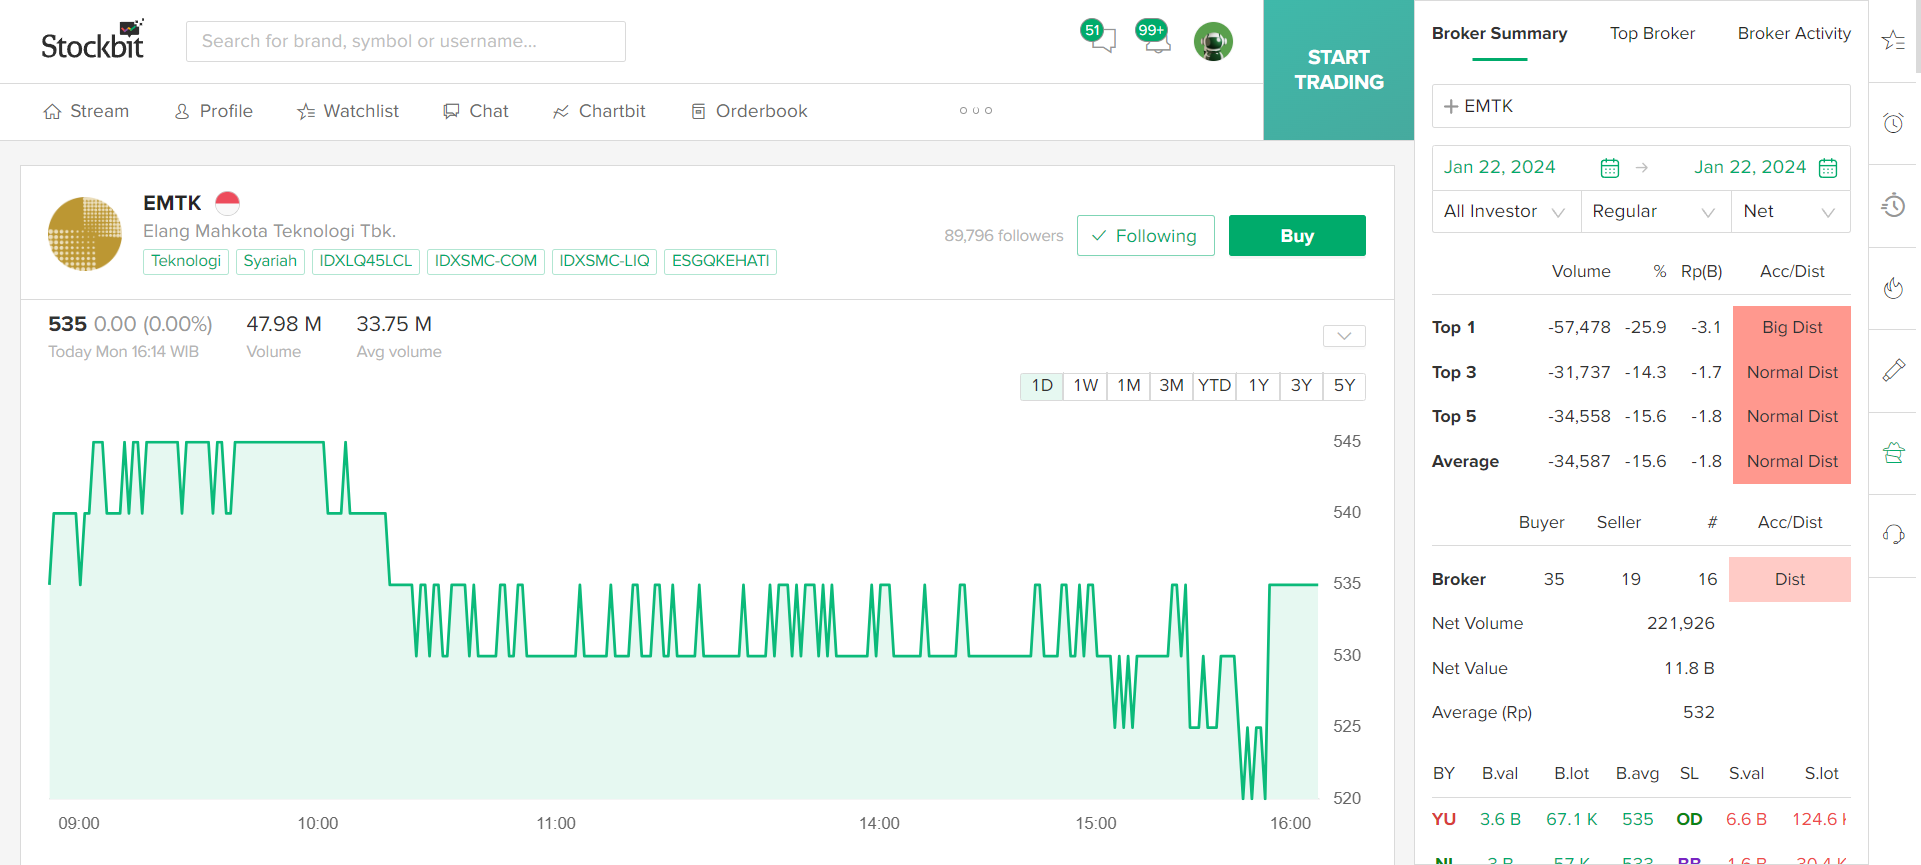 Stockbit
Search for brand, symbol or username...
51
99+
START
TRADING
Stream
Profile
Watchlist
Chat
Chartbit
Orderbook
EMTK
Elang Mahkota Teknologi Tbk.
Teknologi
Syariah
IDXLQ45LCL
IDXSMC-COM
IDXSMC-LIQ
ESGQKEHATI
89,796 followers
Following
Buy
535 0.00 (0.00%)
47.98 M
33.75 M
Today Mon 16:14 WIB
Volume
Avg volume
1D 1W 1M 3M YTD 1Y 3Y 5Y
545
540
535
530
525
520
09:00 10:00 11:00 14:00 15:00 16:00
Broker Summary Top Broker Broker Activity
EMTK
Jan 22, 2024 → Jan 22, 2024
All Investor Regular Net
Volume % Rp(B) Acc/Dist
Top 1 -57,478 -25.9 -3.1 Big Dist
Top 3 -31,737 -14.3 -1.7 Normal Dist
Top 5 -34,558 -15.6 -1.8 Normal Dist
Average -34,587 -15.6 -1.8 Normal Dist
Buyer Seller # Acc/Dist
Broker 35 19 16 Dist
Net Volume 221,926
Net Value 11.8 B
Average (Rp) 532
BY B.val B.lot B.avg SL S.val S.lot
YU 3.6 B 67.1 K 535 OD 6.6 B 124.6